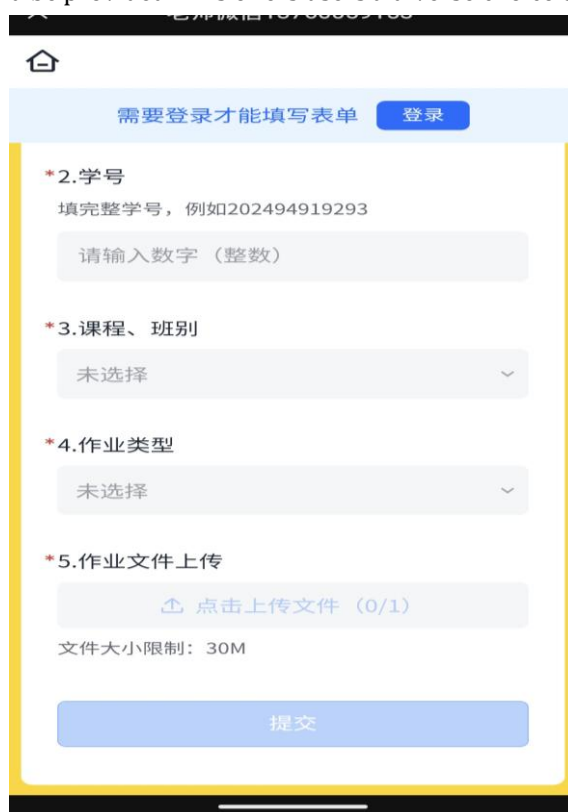 需要登录才能填写表单 登录
*2.学号
填完整学号，例如202494919293
请输入数字（整数）
*3.课程、班别
未选择
*4.作业类型
未选择
*5.作业文件上传
点击上传文件（0/1）
文件大小限制：30M
提交